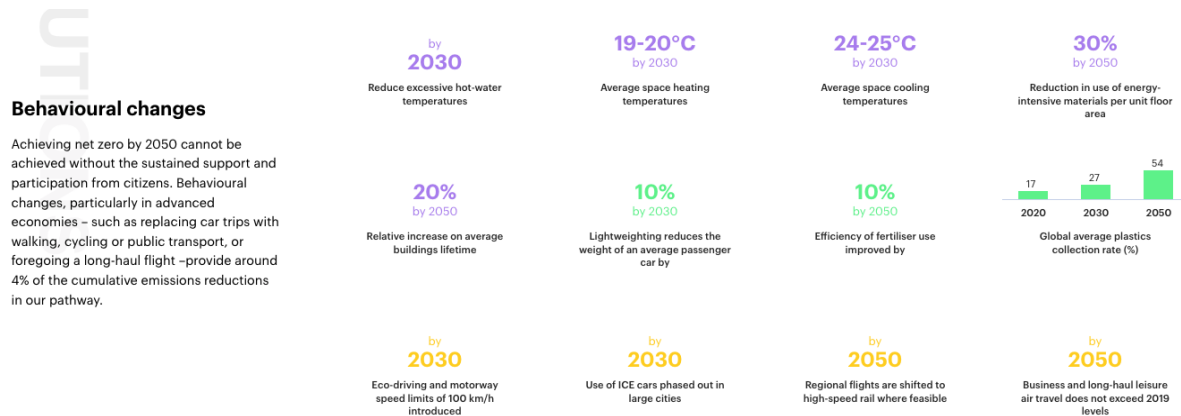 UTI
Behavioural changes
Achieving net zero by 2050 cannot be
achieved without the sustained support and
participation from citizens. Behavioural
changes, particularly in advanced
economies – such as replacing car trips with
walking, cycling or public transport, or
foregoing a long-haul flight –provide around
4% of the cumulative emissions reductions
in our pathway.
by
2030
Reduce excessive hot-water
temperatures
19-20°C
by 2030
Average space heating
temperatures
24-25°C
by 2030
Average space cooling
temperatures
30%
by 2050
Reduction in use of energy-
intensive materials per unit floor
area
20%
by 2050
Relative increase on average
buildings lifetime
10%
by 2030
Lightweighting reduces the
weight of an average passenger
car by
10%
by 2050
Efficiency of fertiliser use
improved by
17
27
54
2020
2030
2050
Global average plastics
collection rate (%)
by
2030
Eco-driving and motorway
speed limits of 100 km/h
introduced
by
2030
Use of ICE cars phased out in
large cities
by
2050
Regional flights are shifted to
high-speed rail where feasible
by
2050
Business and long-haul leisure
air travel does not exceed 2019
levels